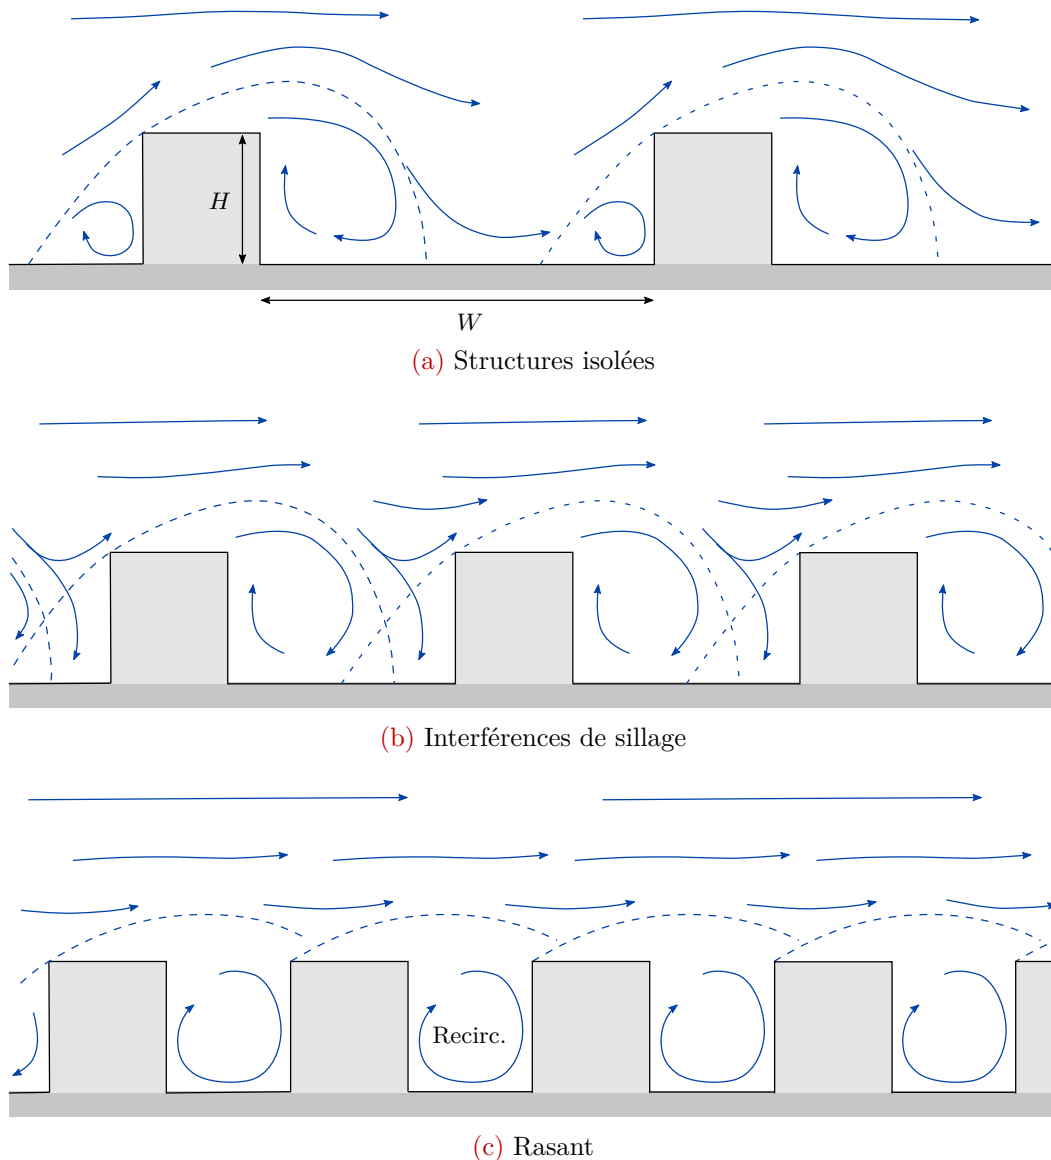 H
W
(a) Structures isolées
(b) Interférences de sillage
Recirc.
(c) Rasant